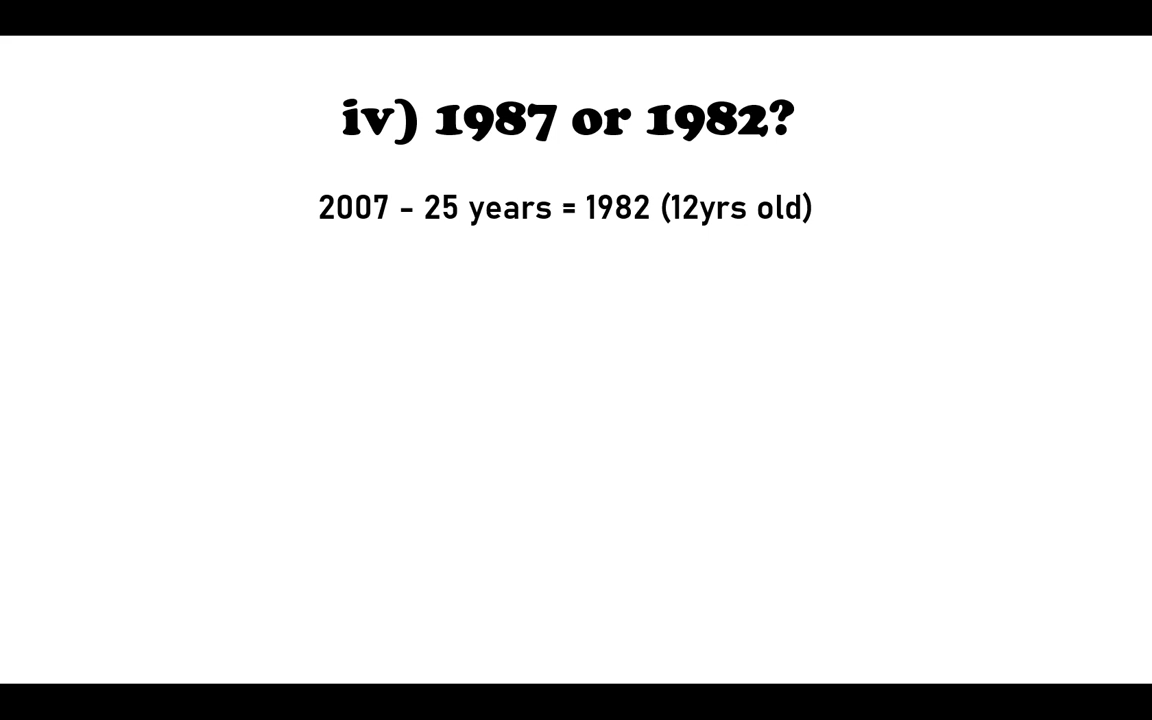 iv) 1987 or 1982?
2007 - 25 years = 1982 (12yrs old)